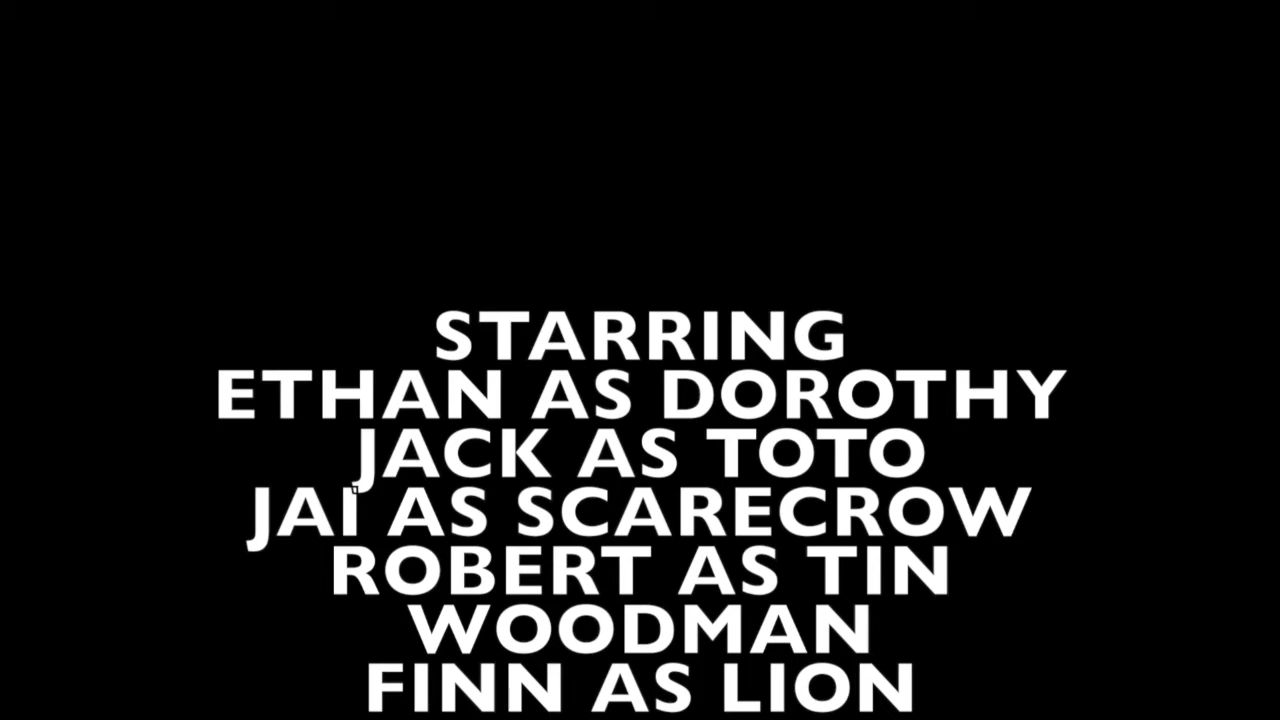 STARRING
ETHAN AS DOROTHY
JACK AS TOTO
JAI AS SCARECROW
ROBERT AS TIN
WOODMAN
FINN AS LION